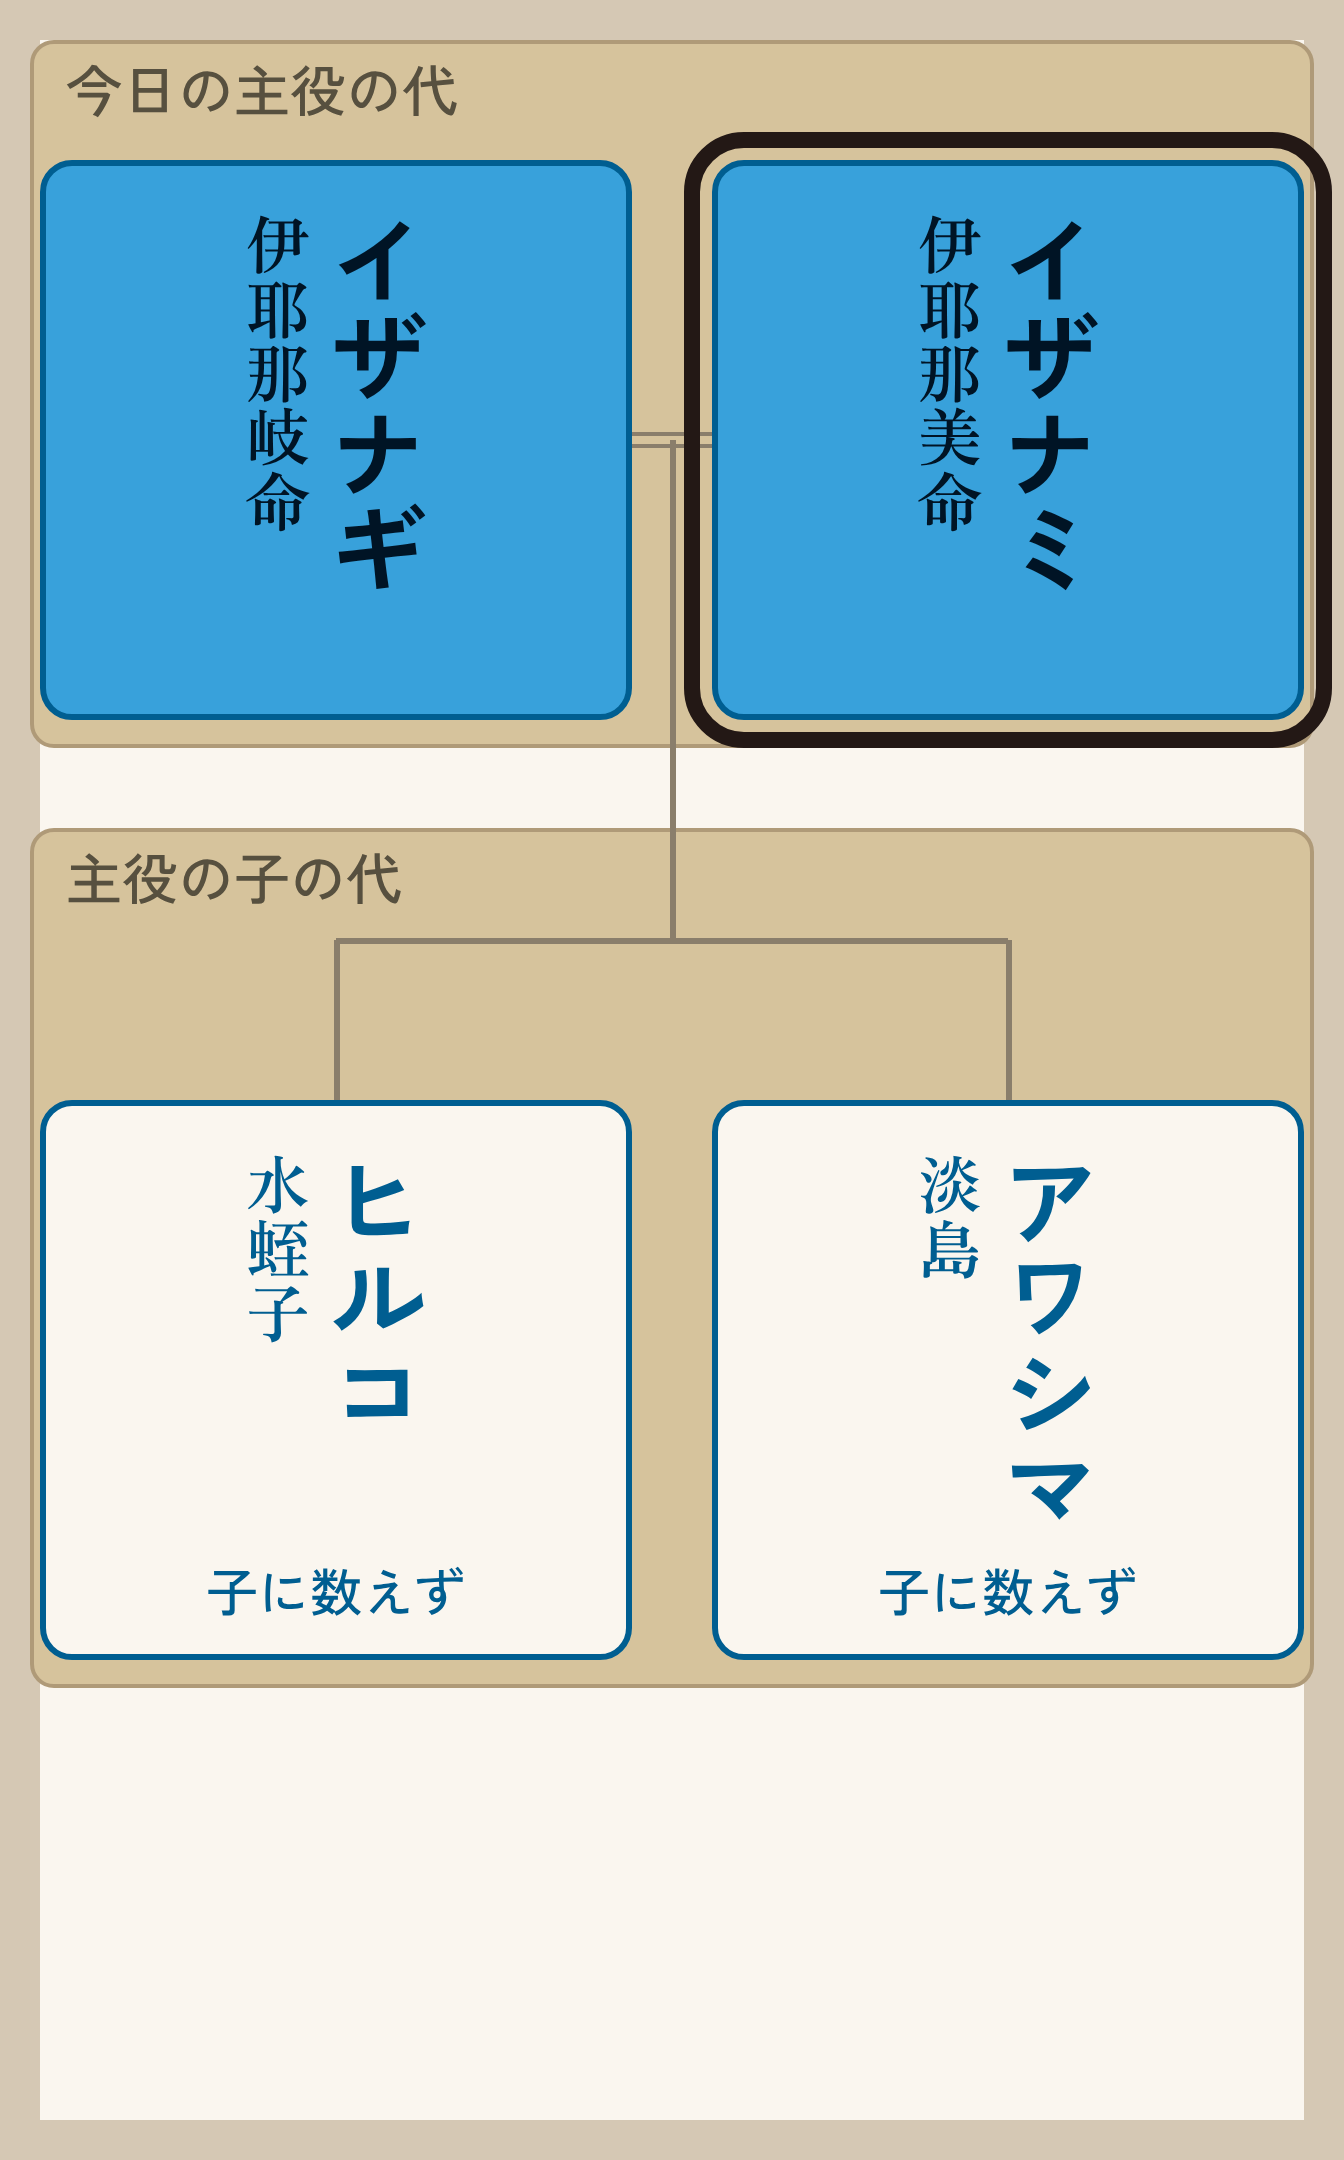 今日の主役の代
イザナギ
伊耶那岐命
イザナミ
伊耶那美命
主役の子の代
ヒルコ
水蛭子
子に数えず
アワシマ
淡島
子に数えず